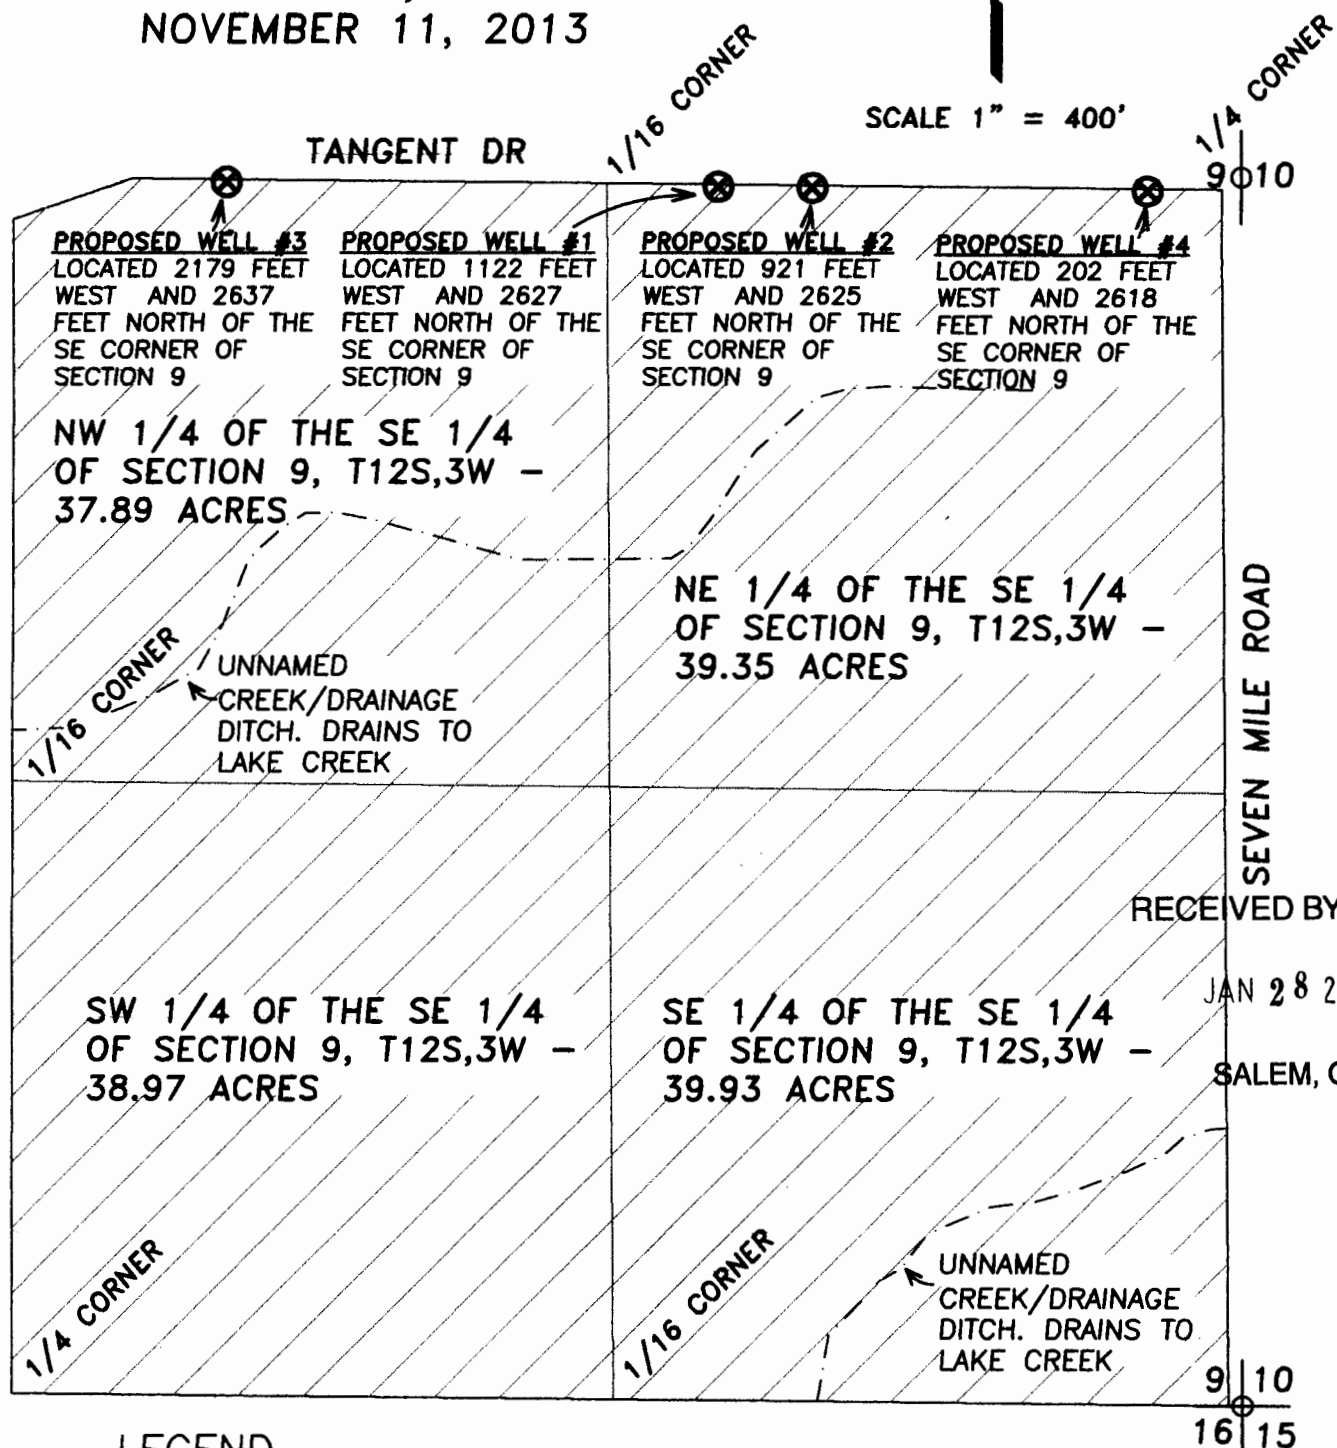 NOVEMBER 11, 2013
SCALE 1" = 400'
1/16 CORNER
1/4 CORNER
TANGENT DR
9 10
PROPOSED WELL #3
LOCATED 2179 FEET
WEST AND 2637
FEET NORTH OF THE
SE CORNER OF
SECTION 9
PROPOSED WELL #1
LOCATED 1122 FEET
WEST AND 2627
FEET NORTH OF THE
SE CORNER OF
SECTION 9
PROPOSED WELL #2
LOCATED 921 FEET
WEST AND 2625
FEET NORTH OF THE
SE CORNER OF
SECTION 9
PROPOSED WELL #4
LOCATED 202 FEET
WEST AND 2618
FEET NORTH OF THE
SE CORNER OF
SECTION 9
NW 1/4 OF THE SE 1/4
OF SECTION 9, T12S,3W -
37.89 ACRES
NE 1/4 OF THE SE 1/4
OF SECTION 9, T12S,3W -
39.35 ACRES
1/16 CORNER
UNNAMED
CREEK/DRAINAGE
DITCH. DRAINS TO
LAKE CREEK
SEVEN MILE ROAD
RECEIVED BY
JAN 28 2
SALEM, O
SW 1/4 OF THE SE 1/4
OF SECTION 9, T12S,3W -
38.97 ACRES
SE 1/4 OF THE SE 1/4
OF SECTION 9, T12S,3W -
39.93 ACRES
1/4 CORNER
1/16 CORNER
UNNAMED
CREEK/DRAINAGE
DITCH. DRAINS TO
LAKE CREEK
9 10
16 15
LEGEND